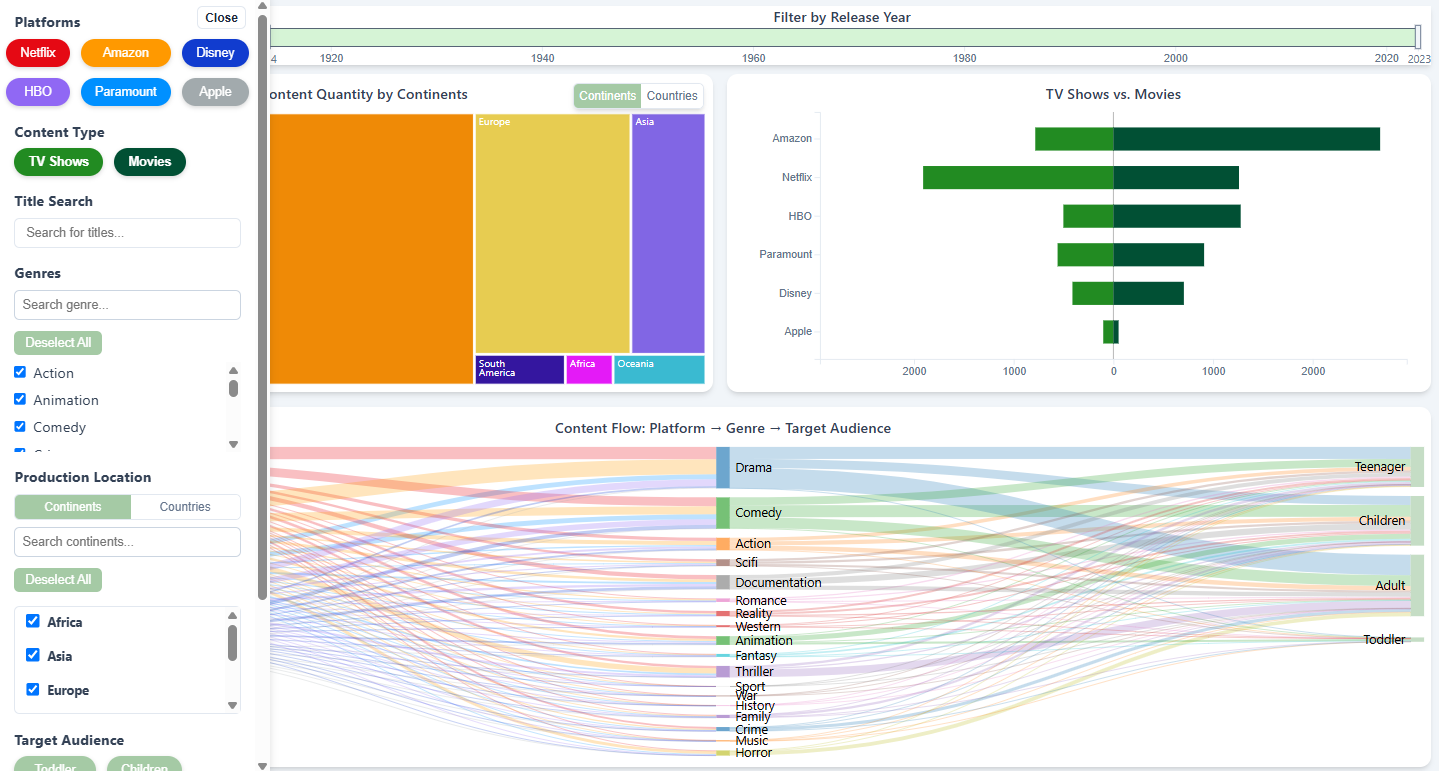 Platforms
Close
Netflix
Amazon
Disney
HBO
Paramount
Apple
Content Type
TV Shows
Movies
Title Search
Search for titles...
Genres
Search genre...
Deselect All
Action
Animation
Comedy
Production Location
Continents
Countries
Search continents...
Deselect All
Africa
Asia
Europe
Target Audience
Toddler
Children
Filter by Release Year
4
1920
1940
1960
1980
2000
2020
2023
ontent Quantity by Continents
Continents
Countries
Europe
Asia
South
America
Africa
Oceania
TV Shows vs. Movies
Amazon
Netflix
HBO
Paramount
Disney
Apple
2000
1000
0
1000
2000
Content Flow: Platform → Genre → Target Audience
Drama
Comedy
Action
Scifi
Documentation
Romance
Reality
Western
Animation
Fantasy
Thriller
Sport
War
History
Family
Crime
Music
Horror
Teenager
Children
Adult
Toddler